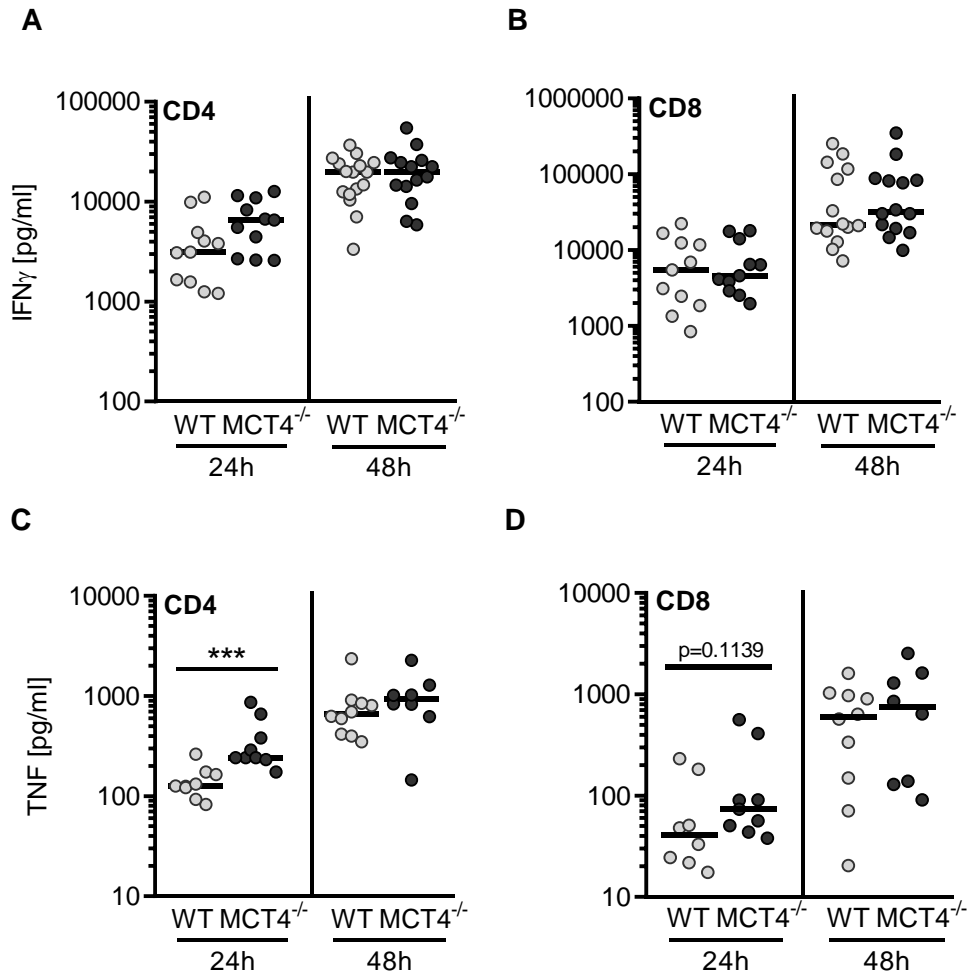 A
IFNγ [pg/ml]
CD4
100000
10000
1000
100
WT MCT4-/- WT MCT4-/-
24h 48h
B
CD8
1000000
100000
10000
1000
100
WT MCT4-/- WT MCT4-/-
24h 48h
C
TNF [pg/ml]
CD4
10000
1000
100
10
***
WT MCT4-/- WT MCT4-/-
24h 48h
D
CD8
10000
1000
100
10
p=0.1139
WT MCT4-/- WT MCT4-/-
24h 48h